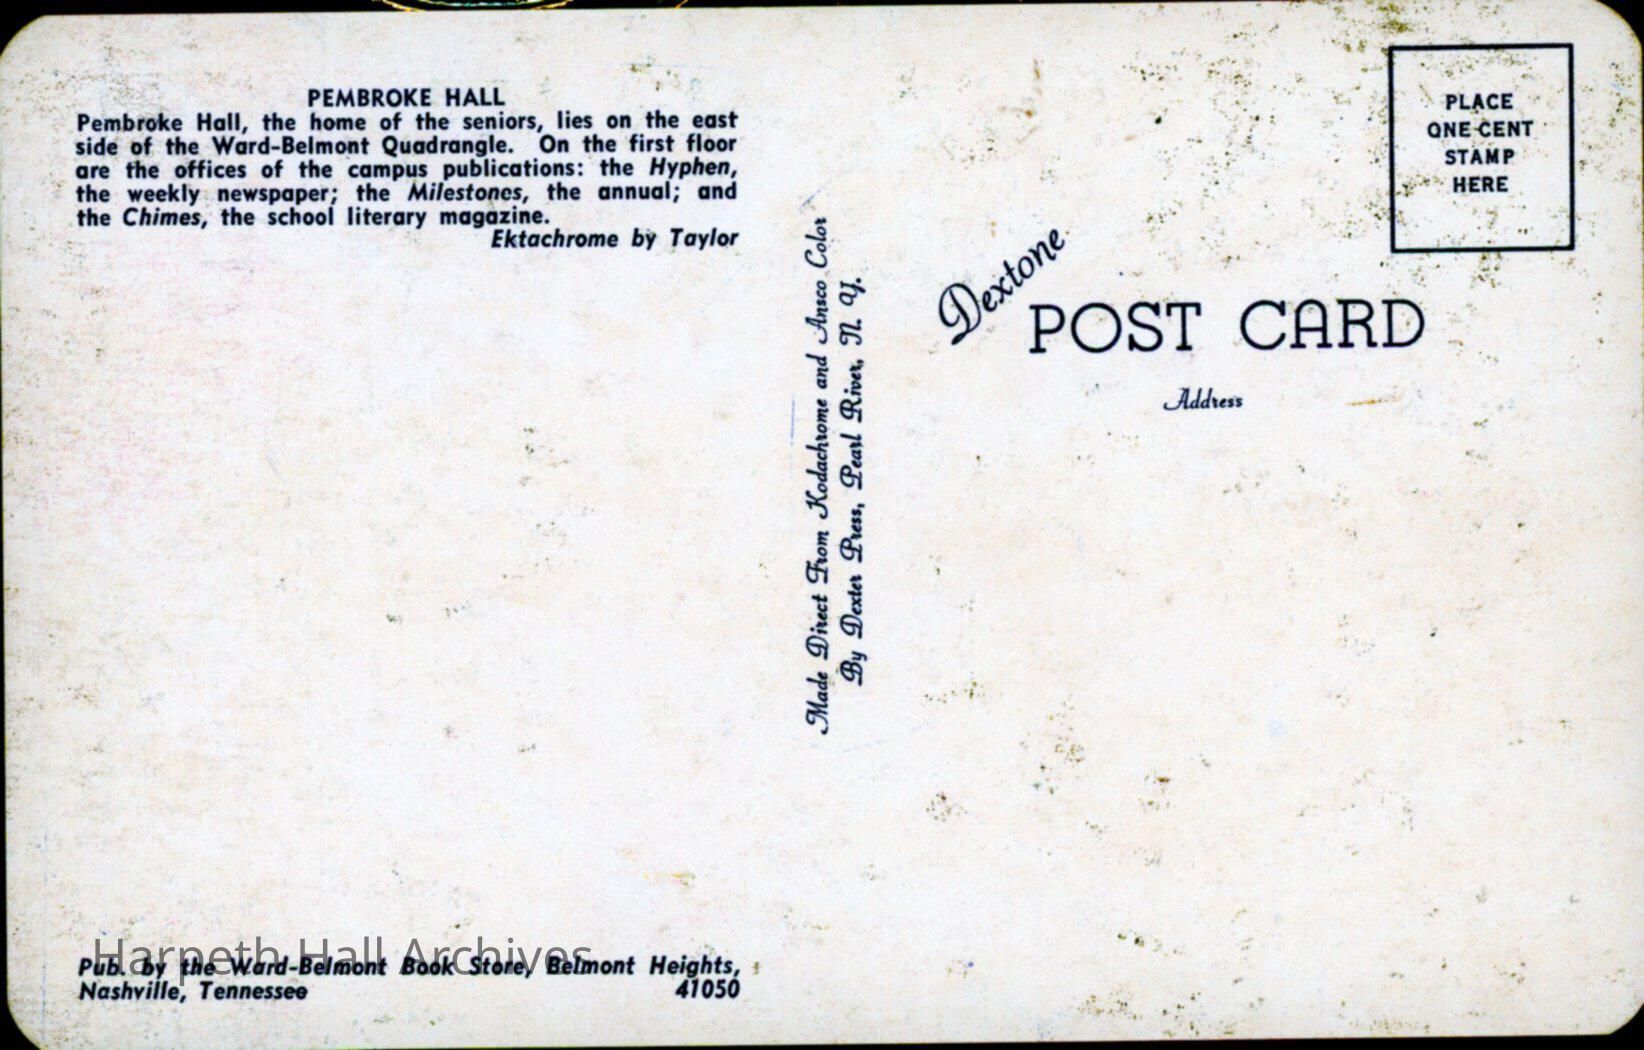 PEMBROKE HALL
Pembroke Hall, the home of the seniors, lies on the east
side of the Ward-Belmont Quadrangle. On the first floor
are the offices of the campus publications: the Hyphen,
the weekly newspaper; the Milestones, the annual; and
the Chimes, the school literary magazine.
Ektachrome by Taylor
Pub. by the Ward-Belmont Book Store, Belmont Heights,
Nashville, Tennessee 41050
Harpeth Hall Archives
Made Direct From Kodachrome and Ansco Color
By Dexter Press, Pearl River, N. Y.
PLACE
ONE CENT
STAMP
HERE
Dextone
POST CARD
Address